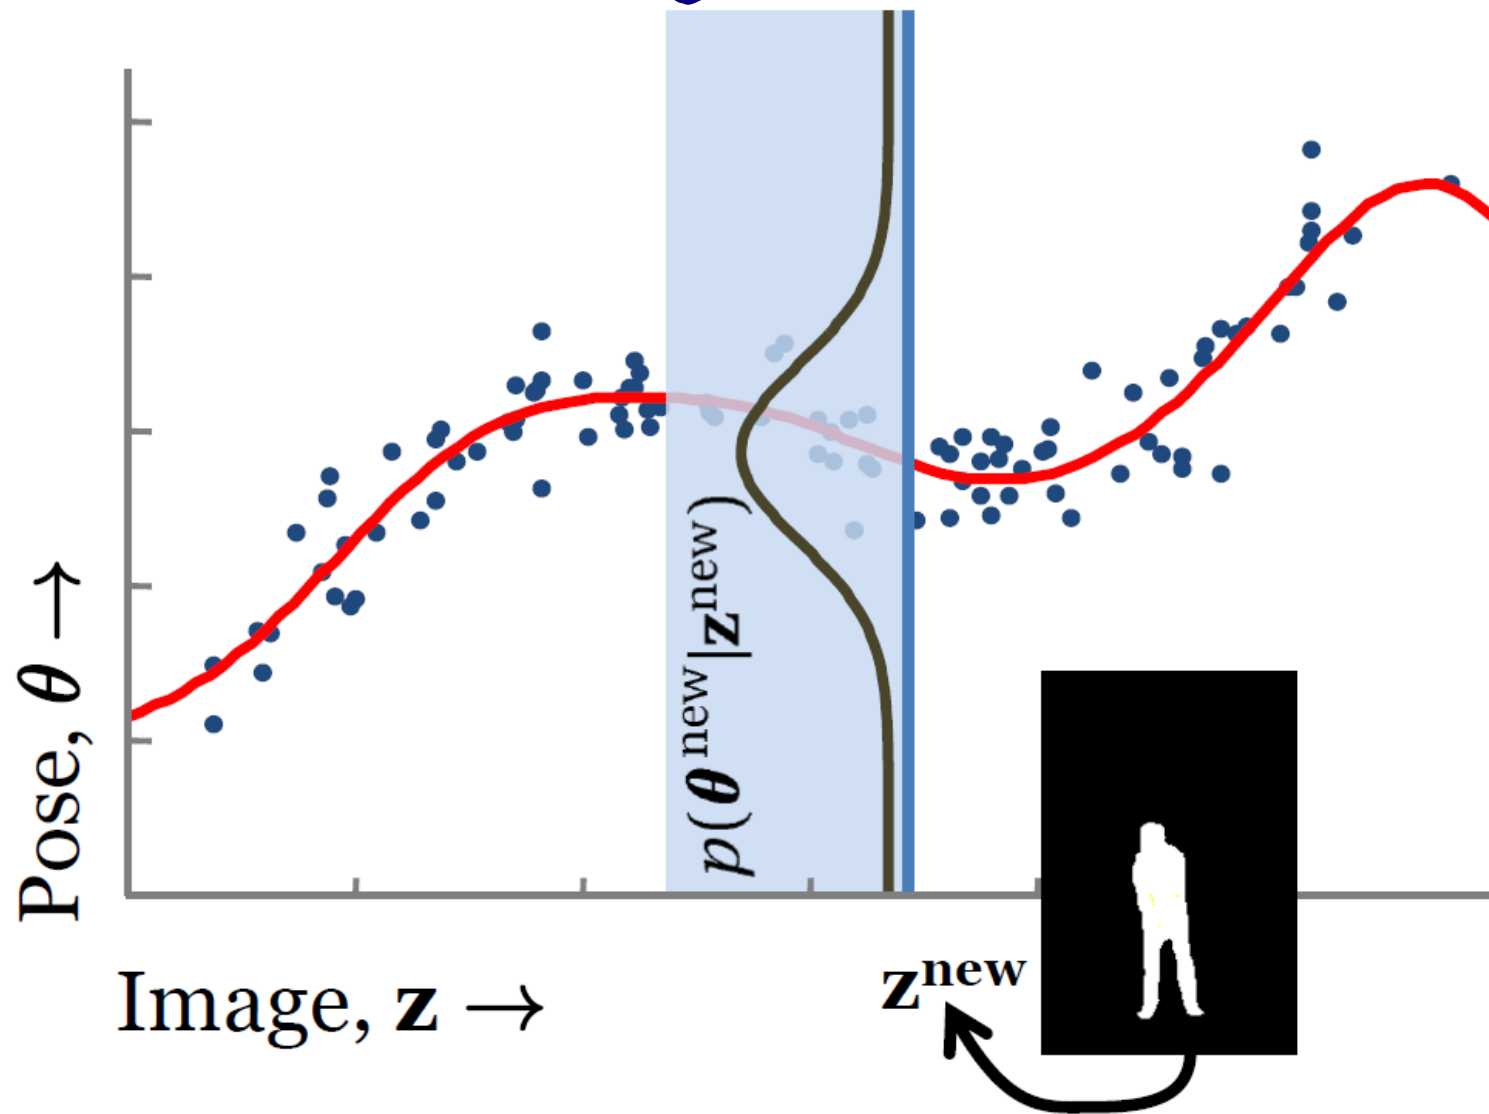 p(θ^new|z^new)
Pose, θ →
Image, z →
z^new